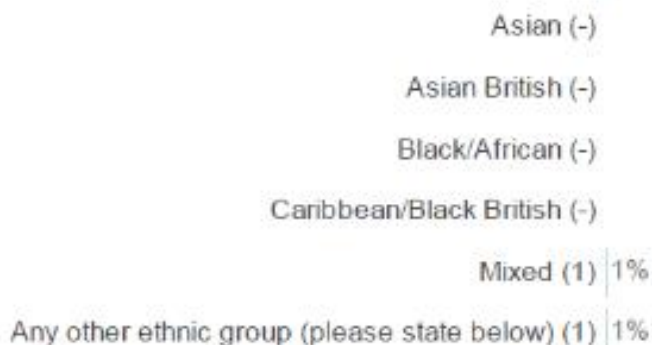 Asian (-)
Asian British (-)
Black/African (-)
Caribbean/Black British (-)
Mixed (1) 1%
Any other ethnic group (please state below) (1) 1%